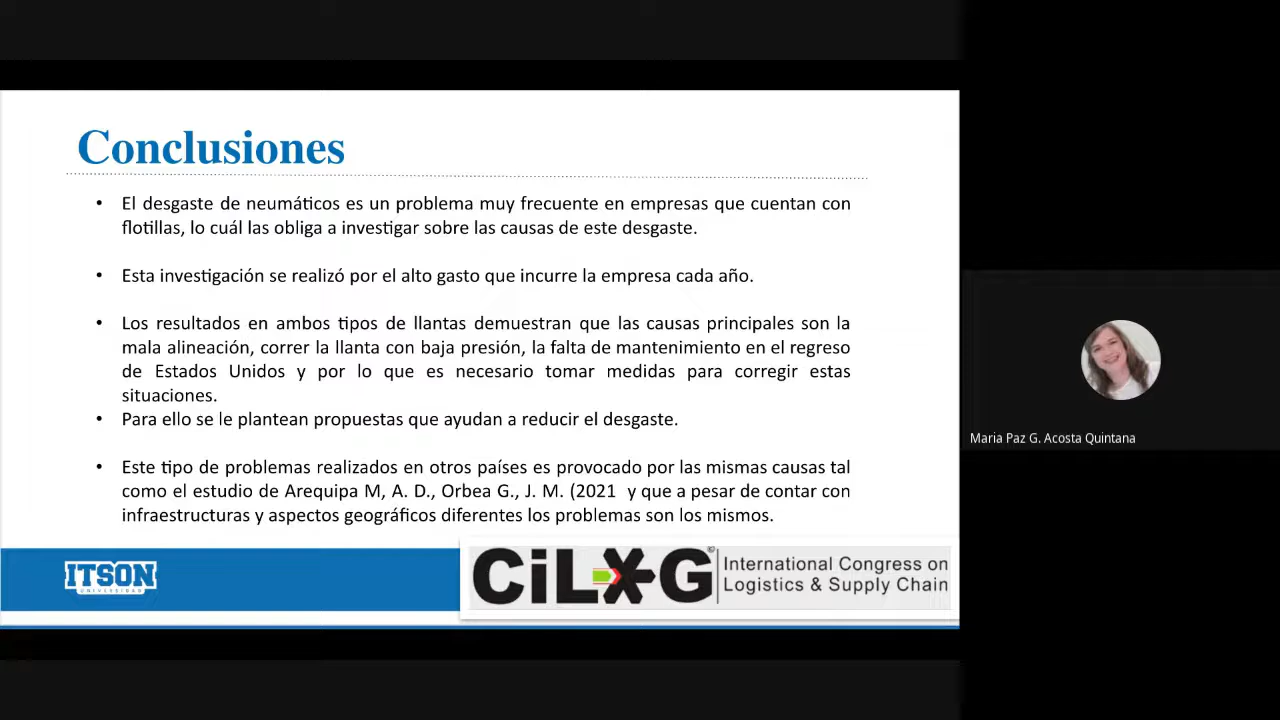 Conclusiones
• El desgaste de neumáticos es un problema muy frecuente en empresas que cuentan con
flotillas, lo cuál las obliga a investigar sobre las causas de este desgaste.
• Esta investigación se realizó por el alto gasto que incurre la empresa cada año.
• Los resultados en ambos tipos de llantas demuestran que las causas principales son la
mala alineación, correr la llanta con baja presión, la falta de mantenimiento en el regreso
de Estados Unidos y por lo que es necesario tomar medidas para corregir estas
situaciones.
• Para ello se le plantean propuestas que ayudan a reducir el desgaste.
• Este tipo de problemas realizados en otros países es provocado por las mismas causas tal
como el estudio de Arequipa M, A. D., Orbea G., J. M. (2021 y que a pesar de contar con
infraestructuras y aspectos geográficos diferentes los problemas son los mismos.
ITSON
UNIVERSIDAD
CiLOG©
International Congress on
Logistics & Supply Chain
Maria Paz G. Acosta Quintana